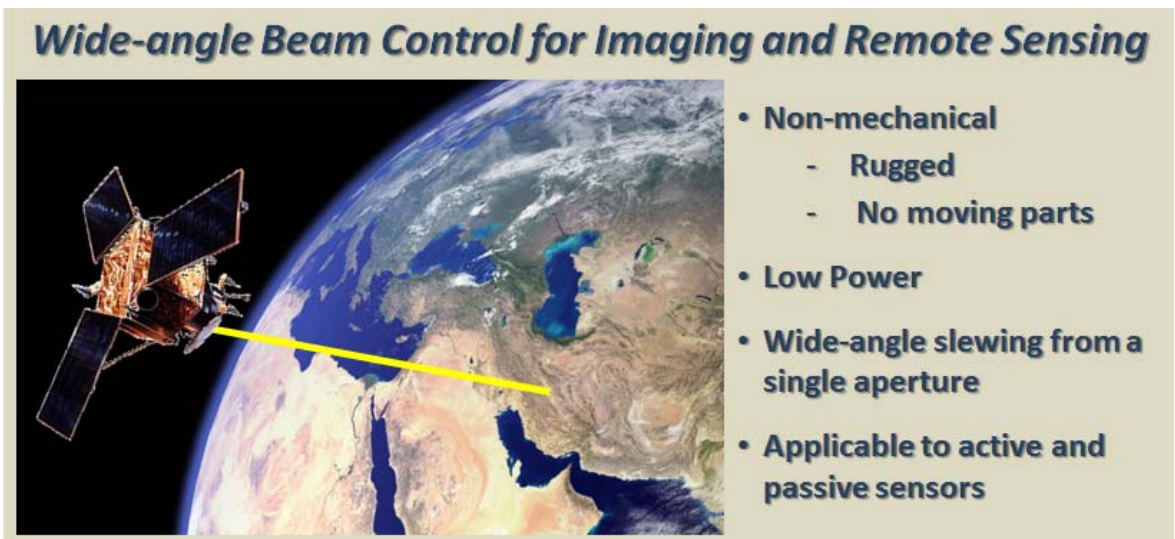 Wide-angle Beam Control for Imaging and Remote Sensing
• Non-mechanical
- Rugged
- No moving parts
• Low Power
• Wide-angle slewing from a
single aperture
• Applicable to active and
passive sensors